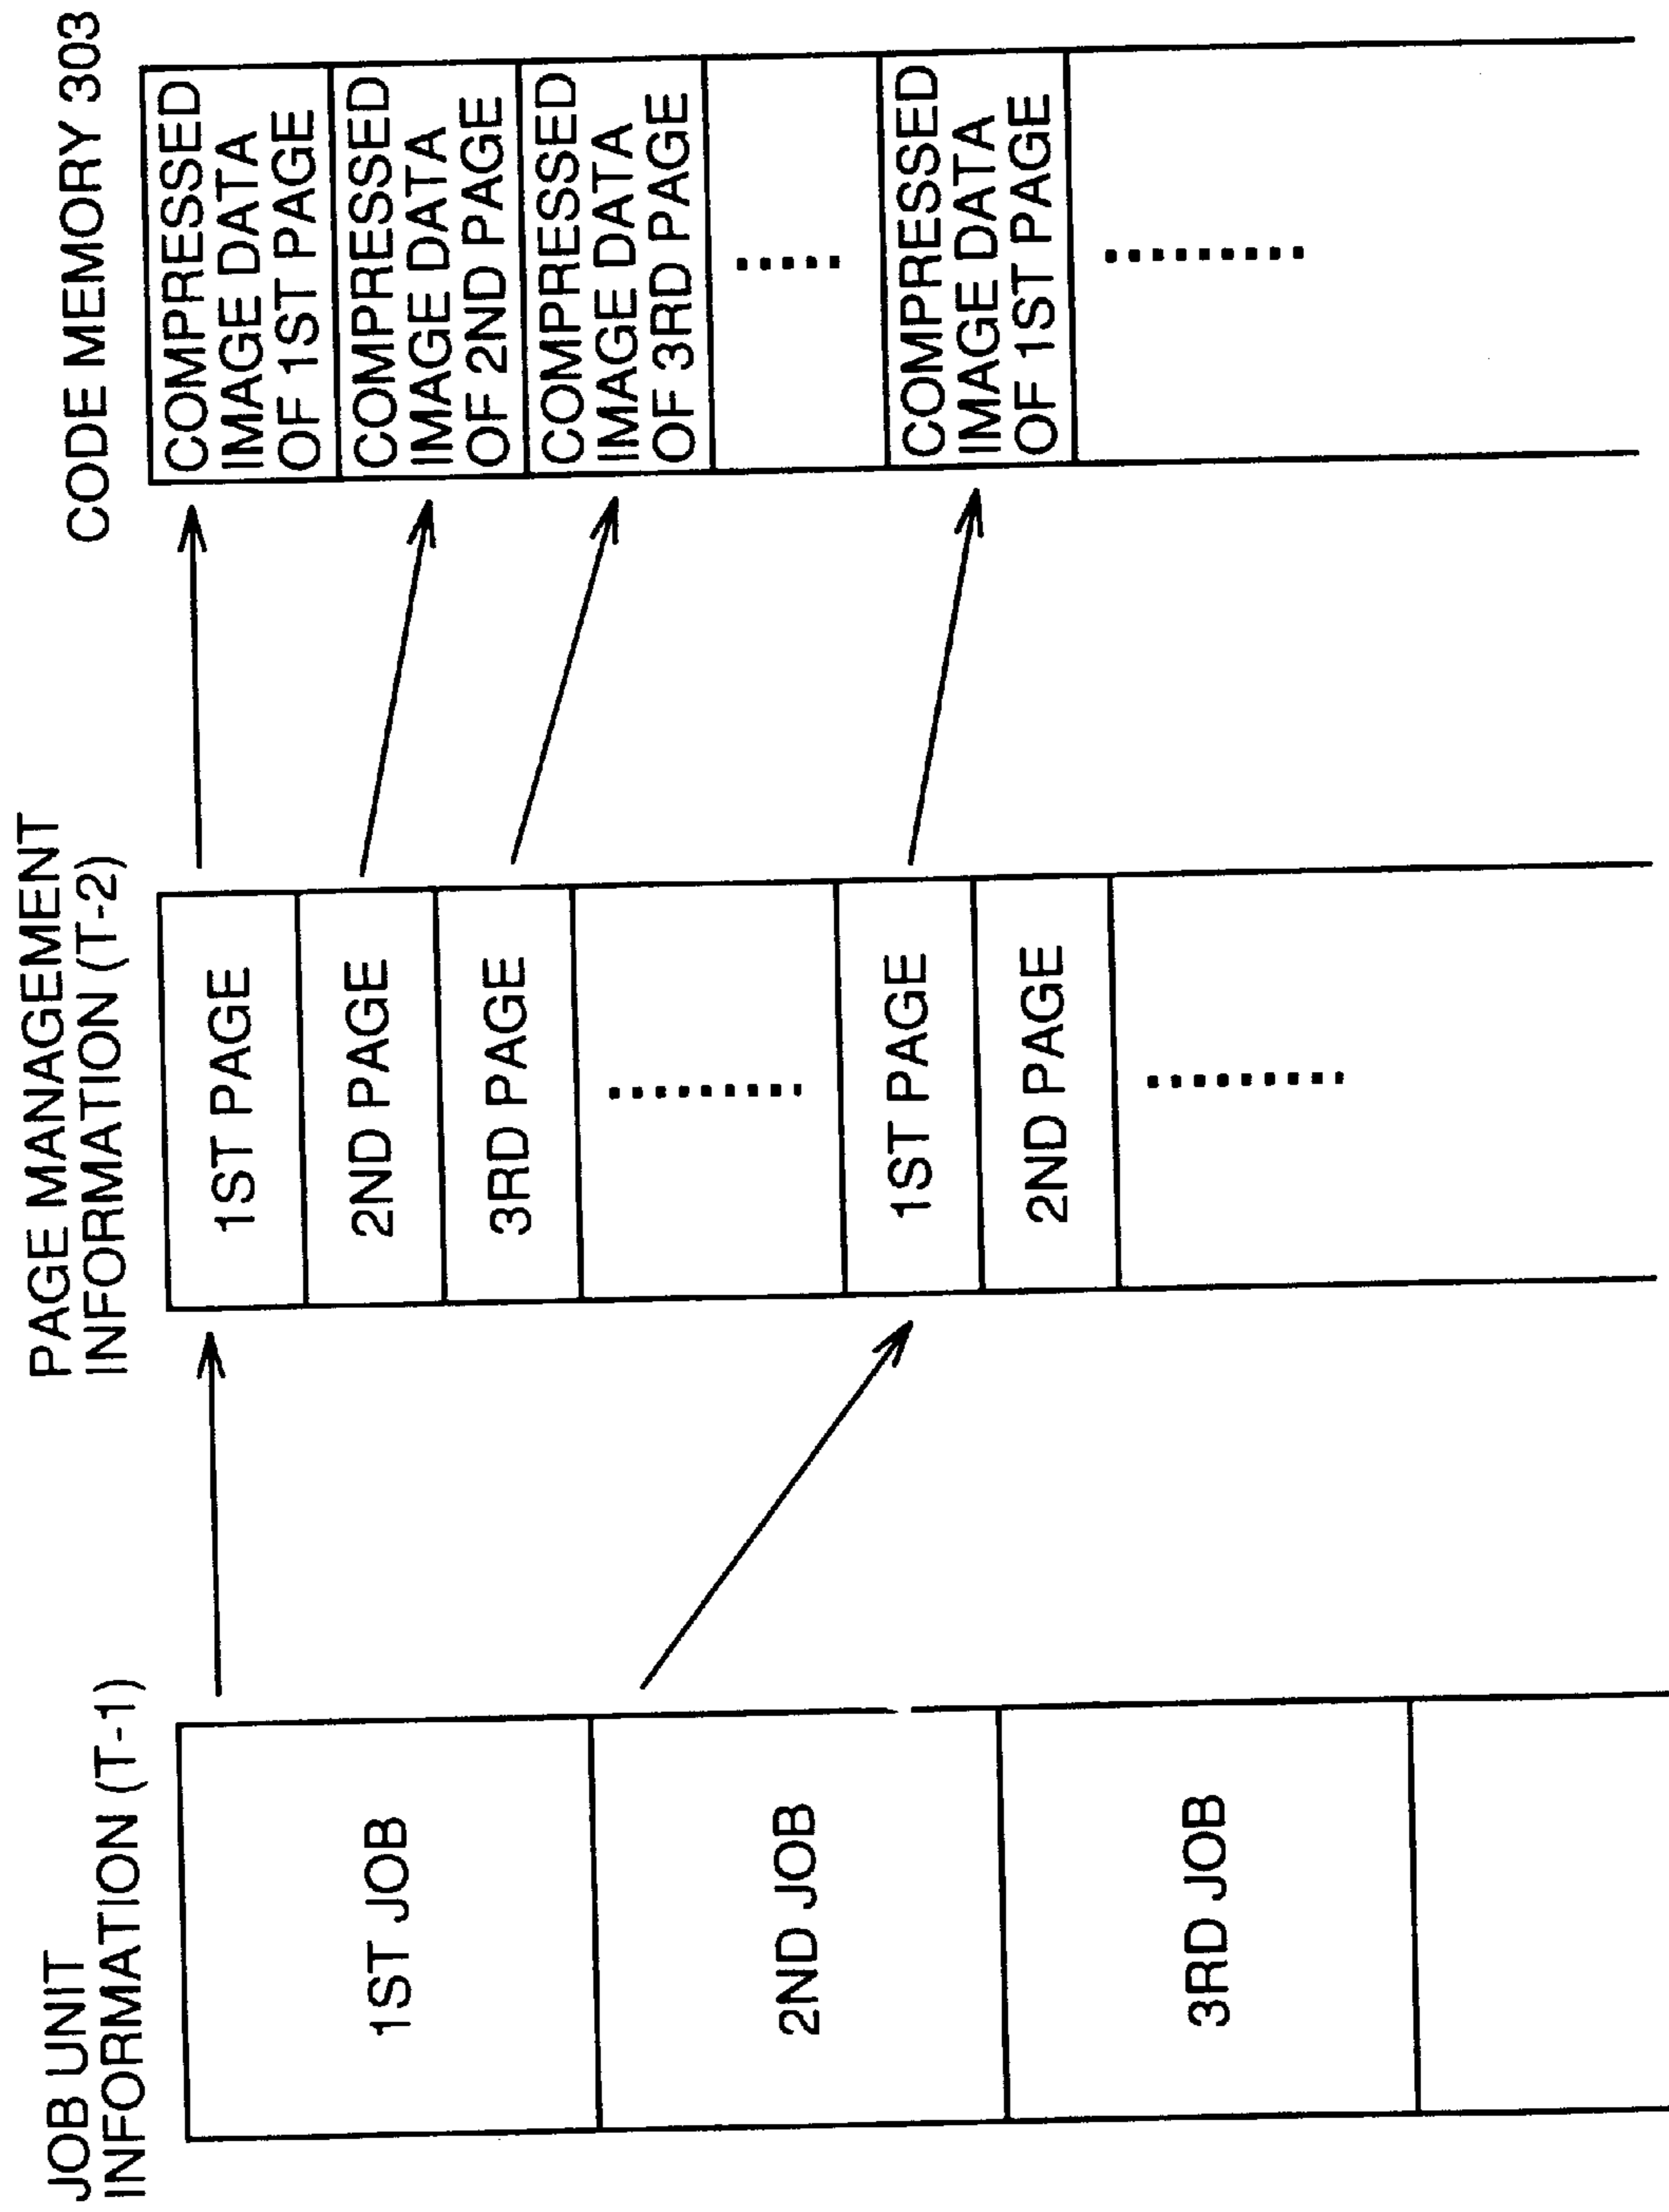 JOB UNIT
INFORMATION (T-1)
1ST JOB
2ND JOB
3RD JOB
PAGE MANAGEMENT
INFORMATION (T-2)
1ST PAGE
2ND PAGE
3RD PAGE
1ST PAGE
2ND PAGE
CODE MEMORY 303
COMPRESSED
IMAGE DATA
OF 1ST PAGE
COMPRESSED
IMAGE DATA
OF 2ND PAGE
COMPRESSED
IMAGE DATA
OF 3RD PAGE
COMPRESSED
IMAGE DATA
OF 1ST PAGE